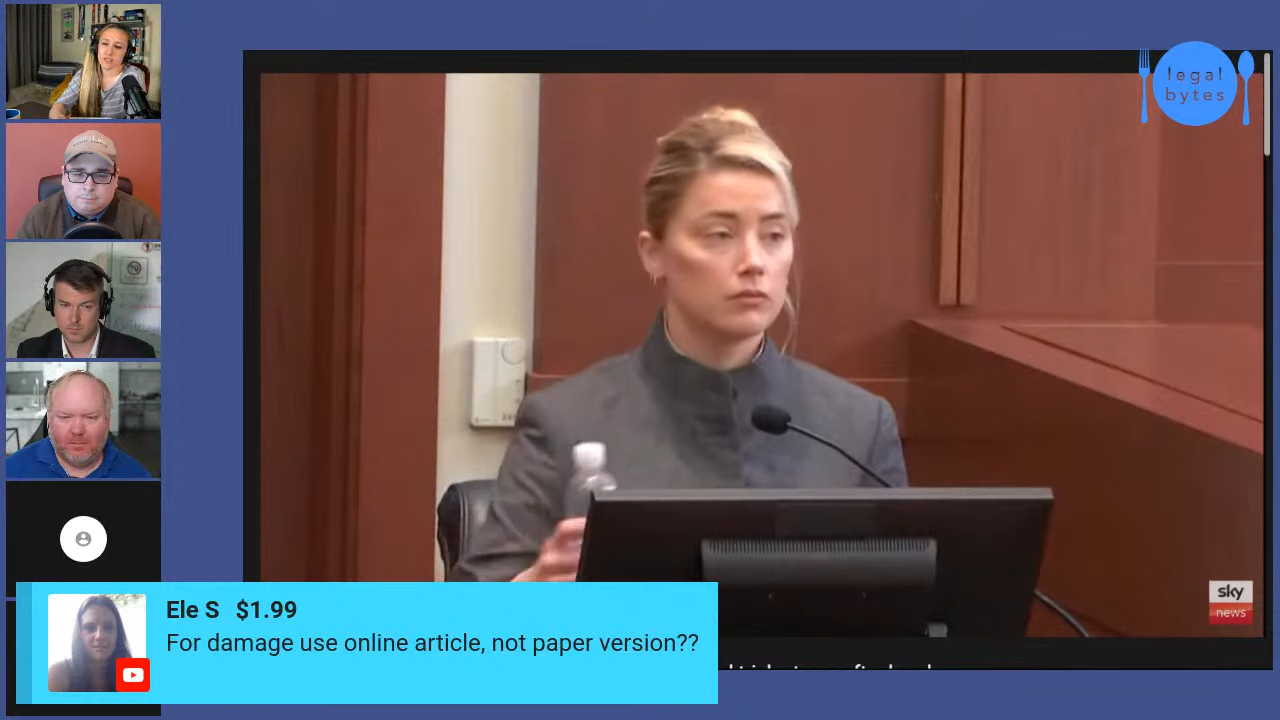 legal
bytes
sky
news
Ele S $1.99
For damage use online article, not paper version??